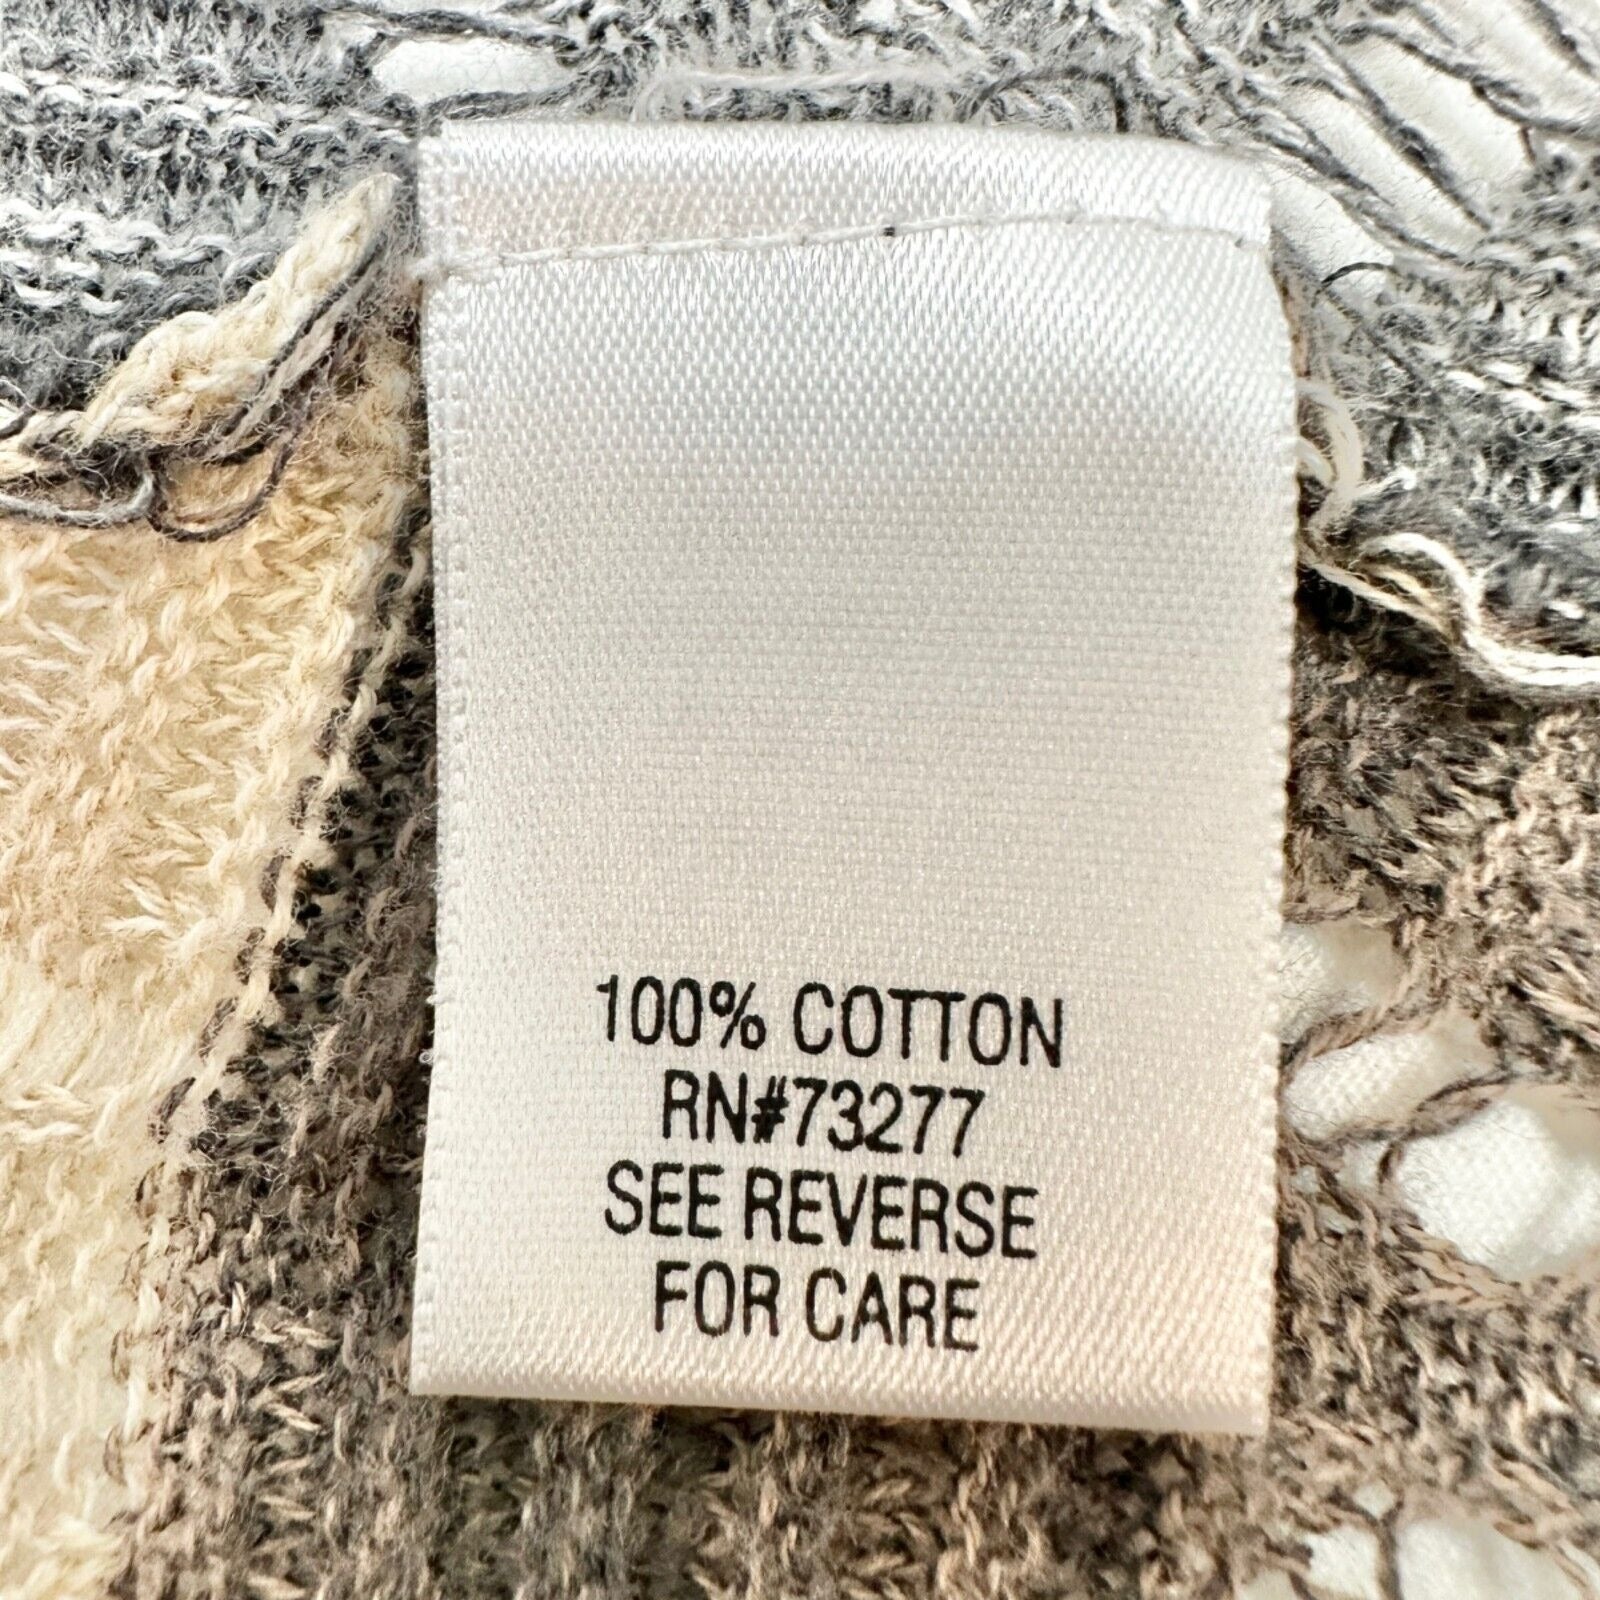 100% COTTON
RN#73277
SEE REVERSE
FOR CARE